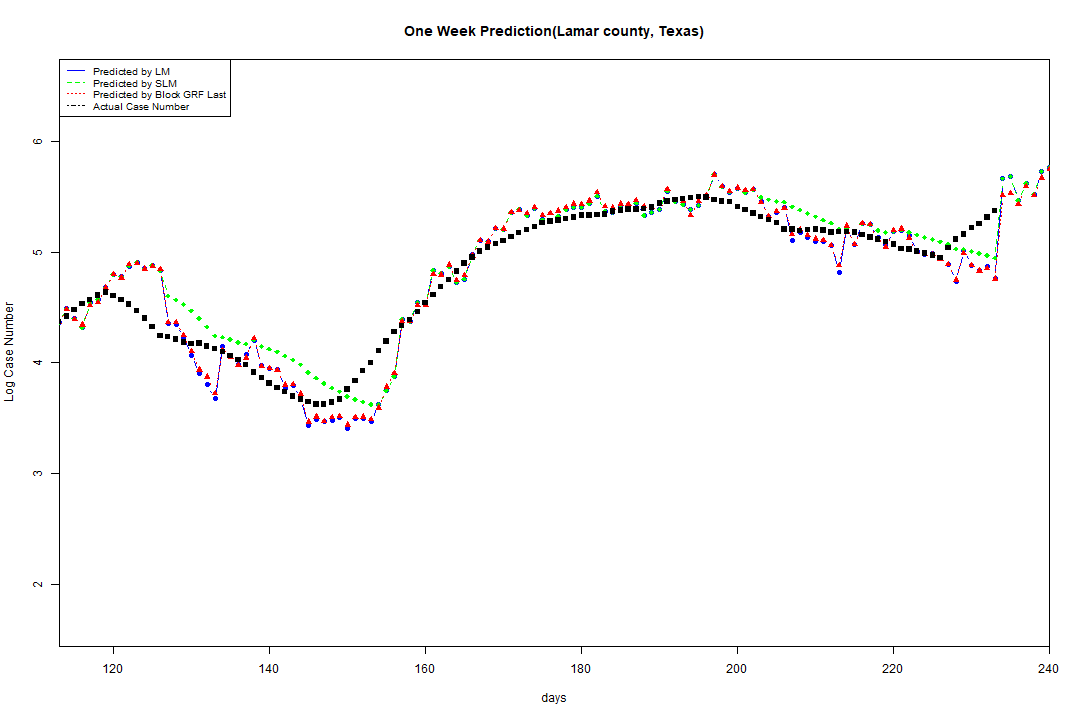 One Week Prediction(Lamar county, Texas)
Predicted by LM
Predicted by SLM
Predicted by Block GRF Last
Actual Case Number
6
5
4
3
2
Log Case Number
120 140 160 180 200 220 240
days